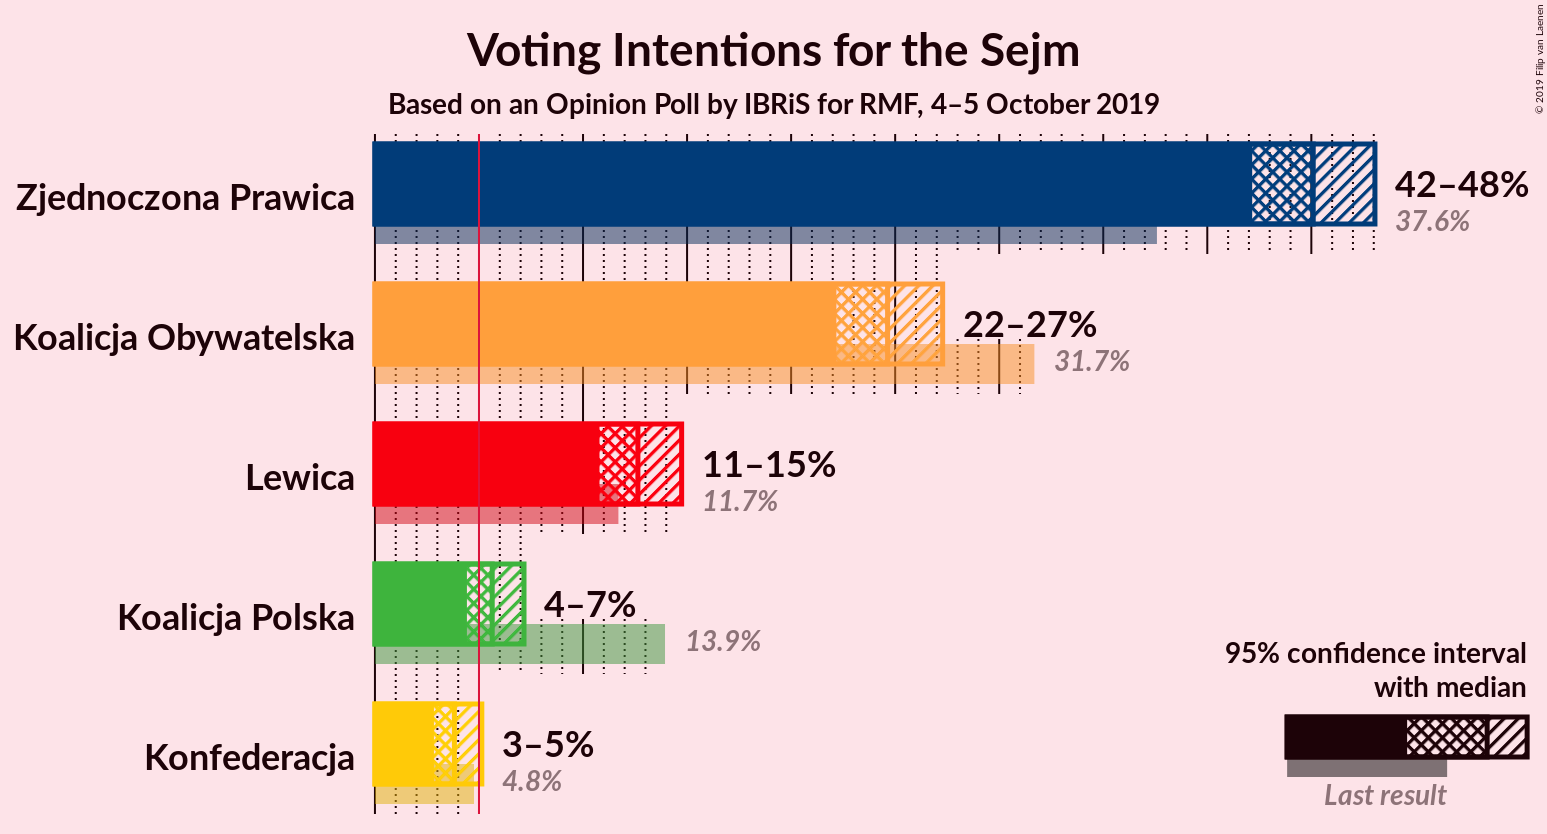 Voting Intentions for the Sejm
Based on an Opinion Poll by IBRiS for RMF, 4–5 October 2019
© 2019 Filip van Laenen
Zjednoczona Prawica
42–48%
37.6%
Koalicja Obywatelska
22–27%
31.7%
Lewica
11–15%
11.7%
Koalicja Polska
4–7%
13.9%
Konfederacja
3–5%
4.8%
95% confidence interval
with median
Last result